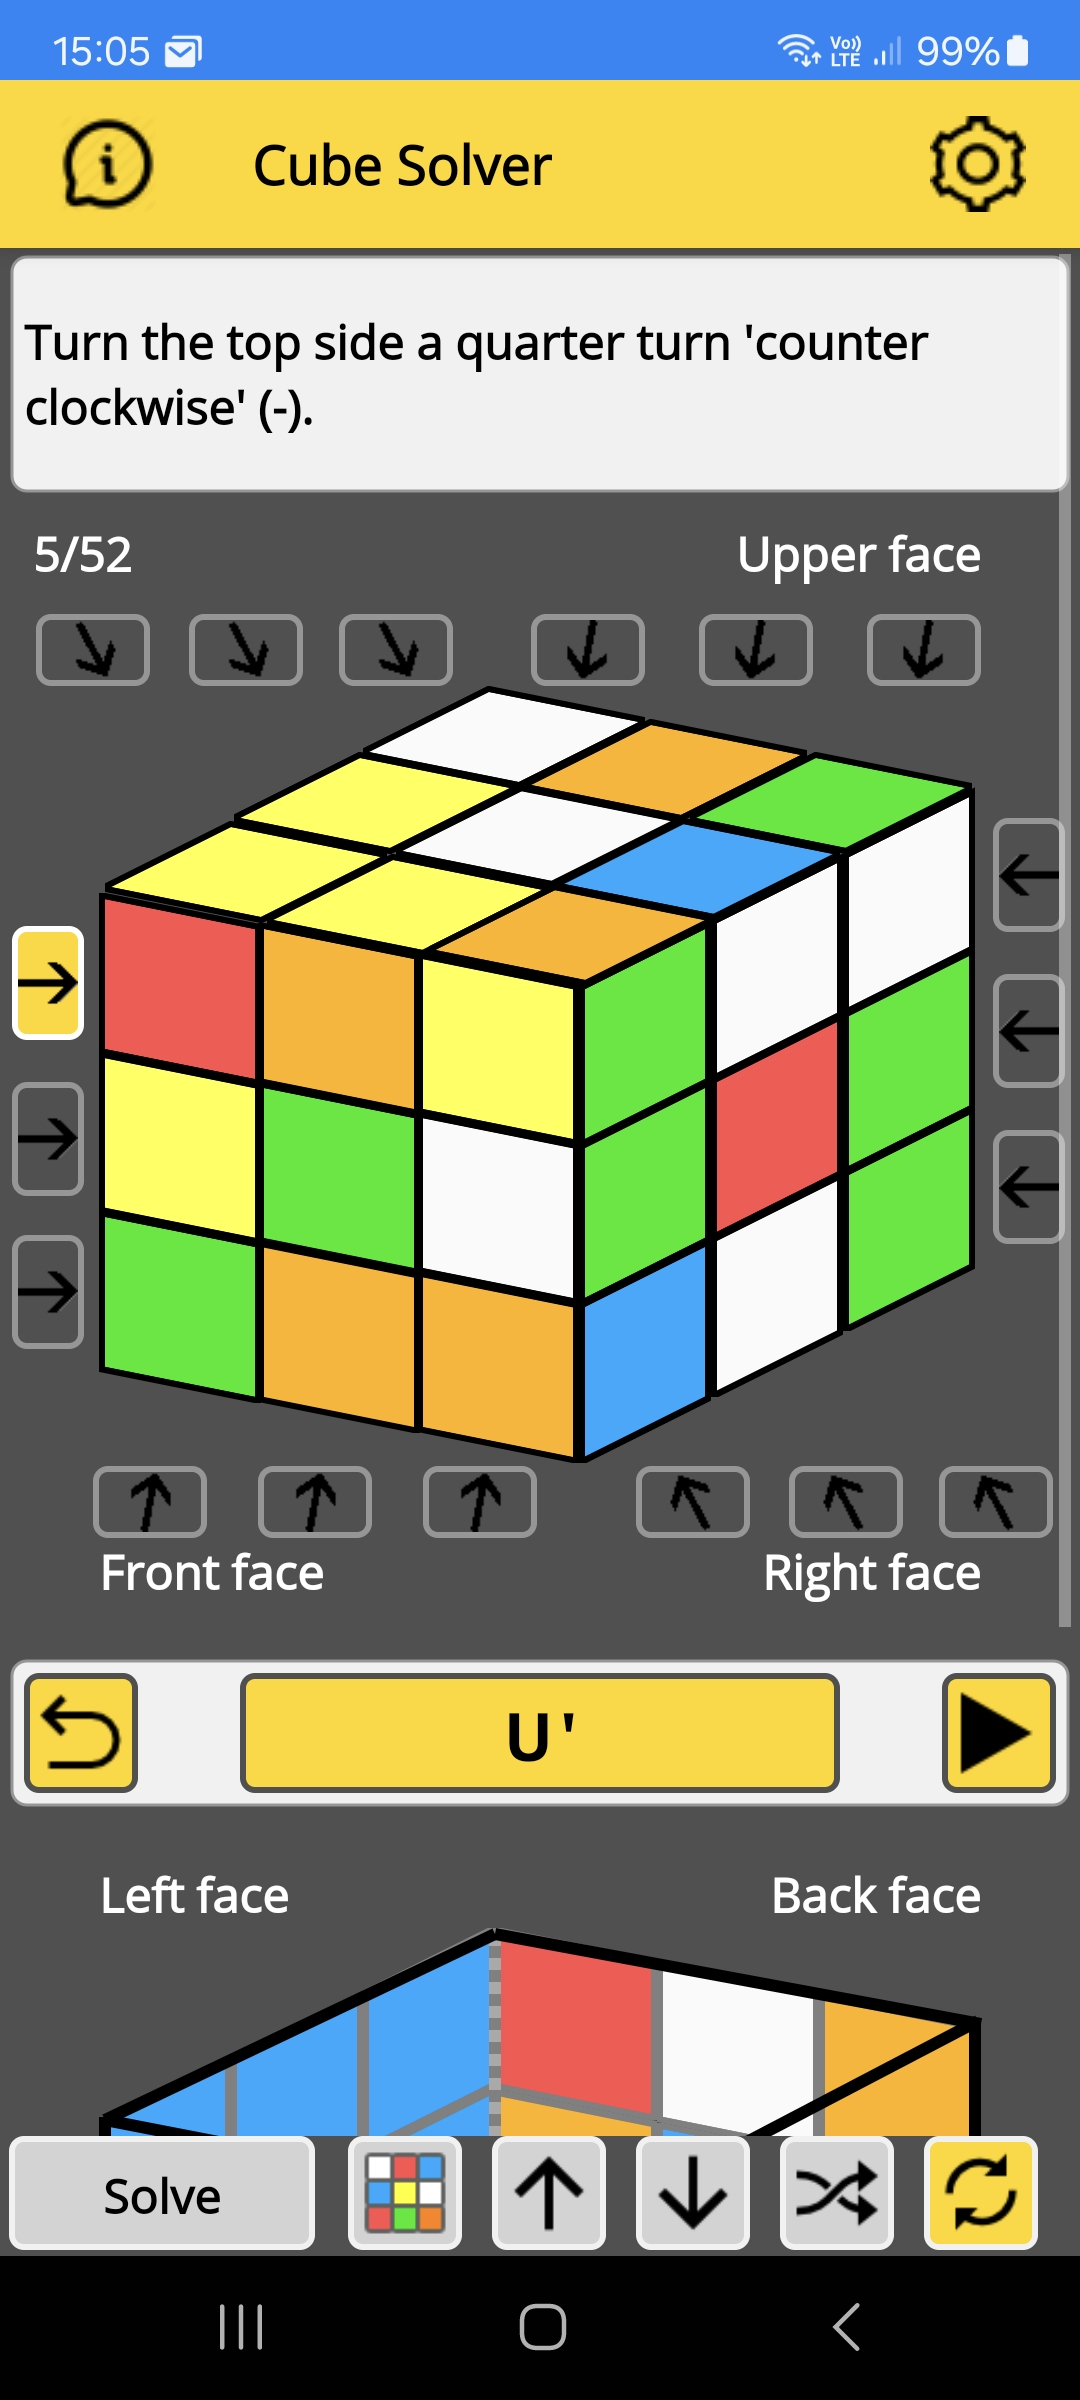 15:05
Vo)) LTE 99%
Cube Solver
Turn the top side a quarter turn 'counter
clockwise' (-).
5/52
Upper face
Front face
Right face
U'
Left face
Back face
Solve